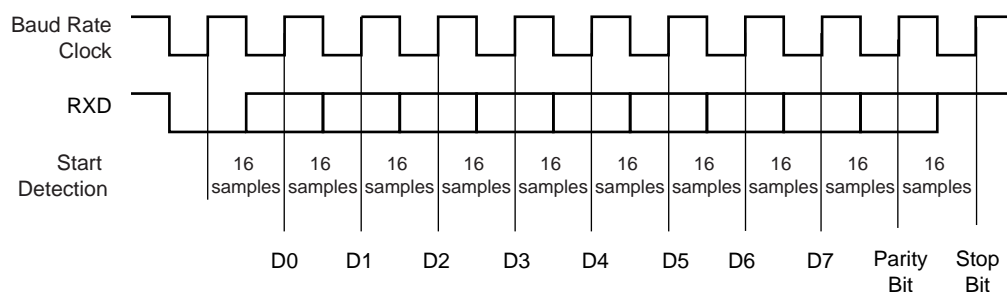 Baud Rate
Clock
RXD
Start
Detection
16 16 16 16 16 16 16 16 16 16
samples samples samples samples samples samples samples samples samples samples
D0 D1 D2 D3 D4 D5 D6 D7 Parity Stop
Bit Bit